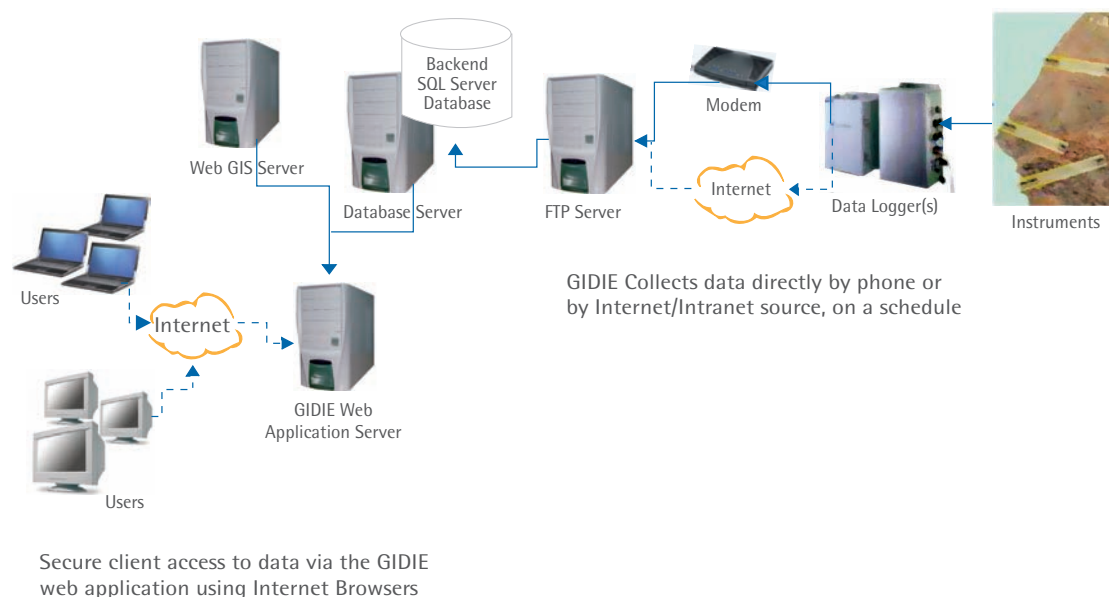 Backend
SQL Server
Database
Modem
Web GIS Server
Internet
Database Server
FTP Server
Data Logger(s)
Instruments
GIDIE Collects data directly by phone or
by Internet/Intranet source, on a schedule
Users
Internet
GIDIE Web
Application Server
Users
Secure client access to data via the GIDIE
web application using Internet Browsers